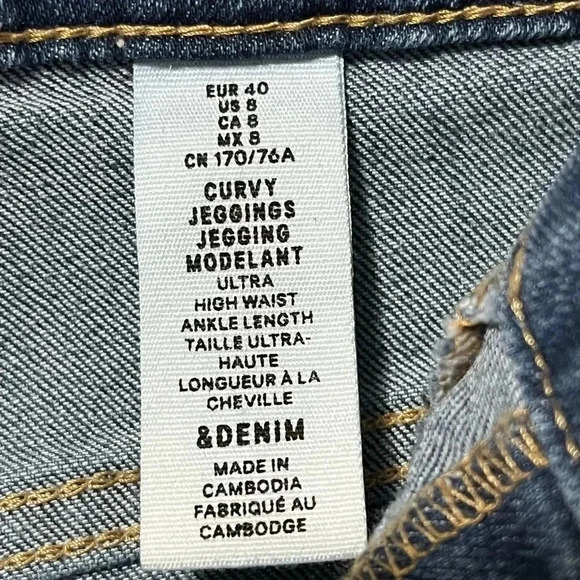 EUR 40
US 8
CA 8
MX 8
CN 170/76A
CURVY
JEGGINGS
JEGGING
MODELANT
ULTRA
HIGH WAIST
ANKLE LENGTH
TAILLE ULTRA-
HAUTE
LONGUEUR À LA
CHEVILLE
&DENIM
MADE IN
CAMBODIA
FABRIQUÉ AU
CAMBODGE